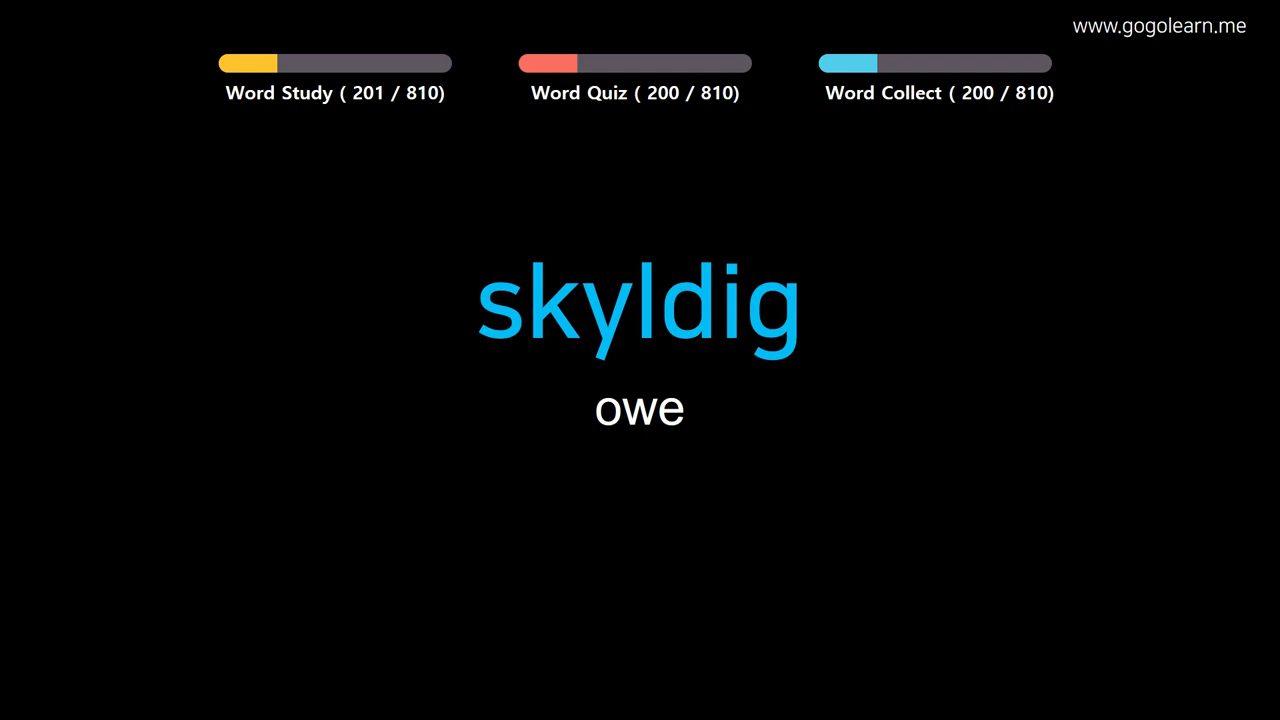 www.gogolearn.me
Word Study ( 201 / 810)
Word Quiz ( 200 / 810)
Word Collect ( 200 / 810)
skyldig
owe